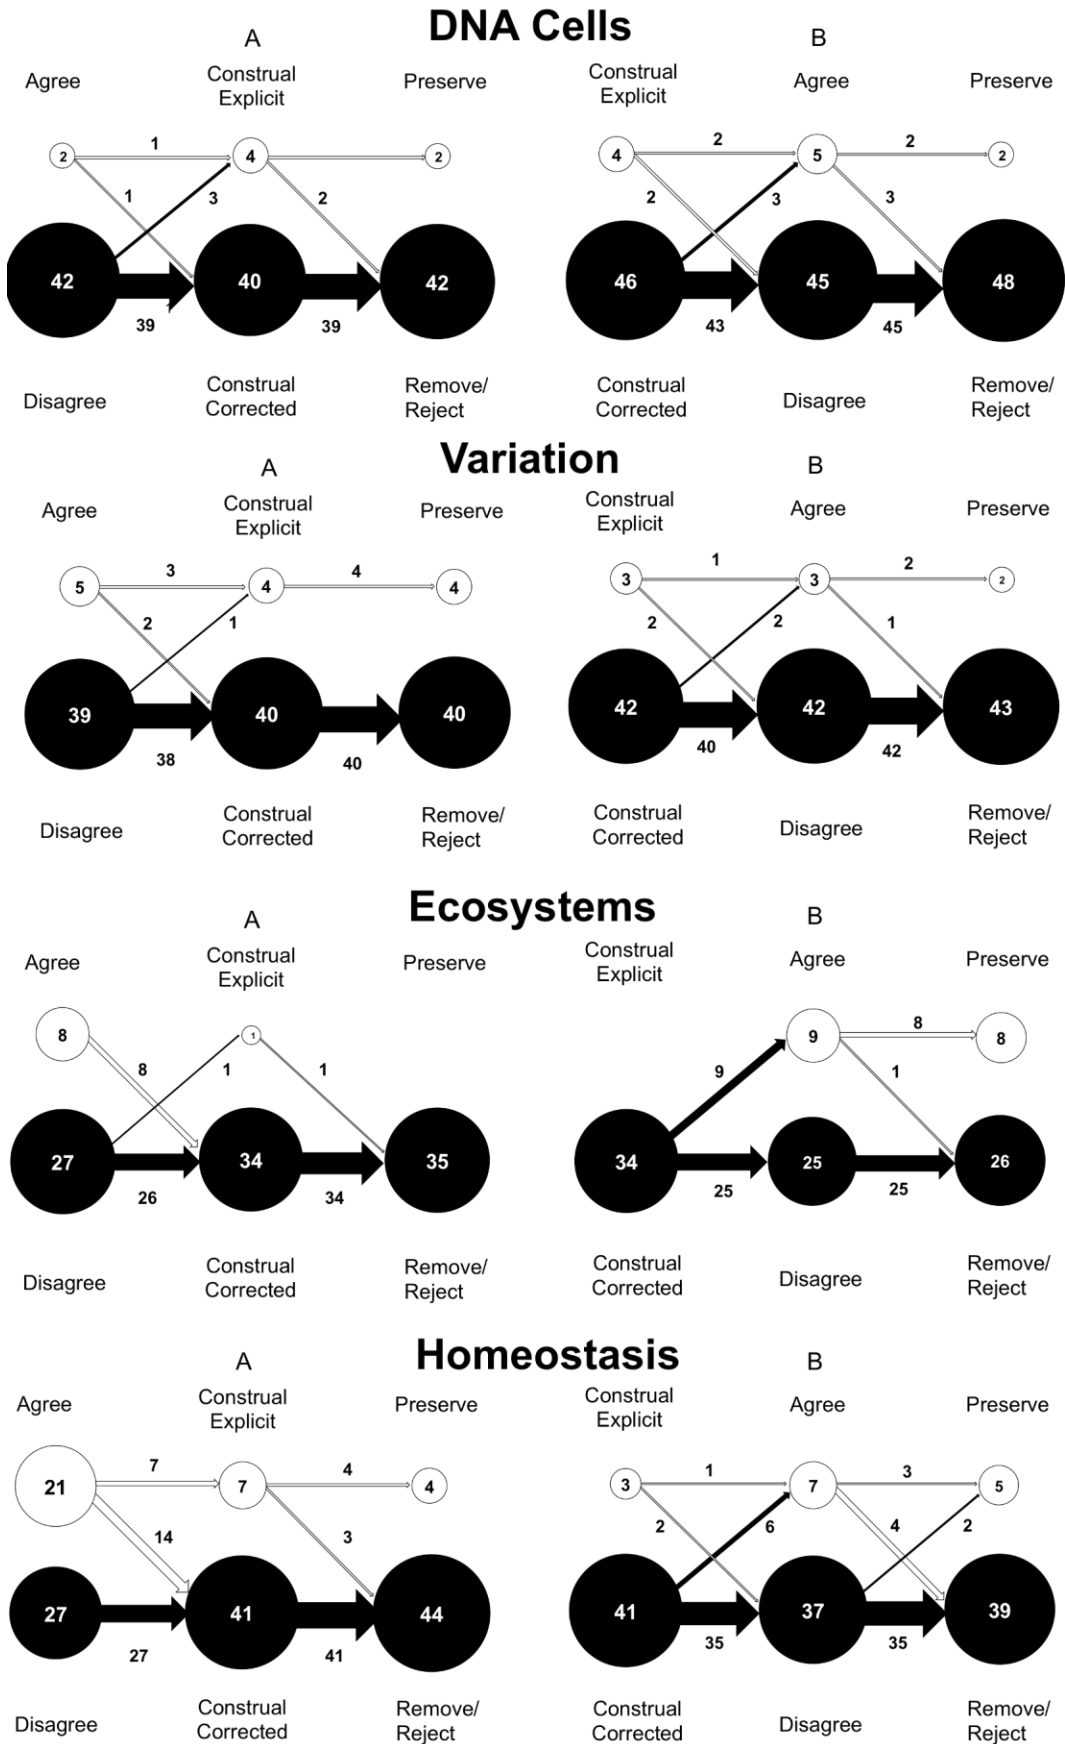 DNA Cells
A
B
Agree
Construal
Explicit
Preserve
Construal
Explicit
Agree
Preserve
2
1
4
2
4
2
5
2
2
1
3
2
2
3
3
42
40
42
46
45
48
39
39
43
45
Disagree
Construal
Corrected
Remove/
Reject
Construal
Corrected
Disagree
Remove/
Reject
Variation
A
B
Agree
Construal
Explicit
Preserve
Construal
Explicit
Agree
Preserve
5
3
4
4
4
3
1
3
2
2
2
1
2
2
1
39
40
40
42
42
43
38
40
40
42
Disagree
Construal
Corrected
Remove/
Reject
Construal
Corrected
Disagree
Remove/
Reject
Ecosystems
A
B
Agree
Construal
Explicit
Preserve
Construal
Explicit
Agree
Preserve
8
1
9
8
8
8
1
1
9
1
27
34
35
34
25
26
26
34
25
25
Disagree
Construal
Corrected
Remove/
Reject
Construal
Corrected
Disagree
Remove/
Reject
Homeostasis
A
B
Agree
Construal
Explicit
Preserve
Construal
Explicit
Agree
Preserve
21
7
7
4
4
3
1
7
3
5
14
3
2
6
4
2
27
41
44
41
37
39
27
41
35
35
Disagree
Construal
Corrected
Remove/
Reject
Construal
Corrected
Disagree
Remove/
Reject